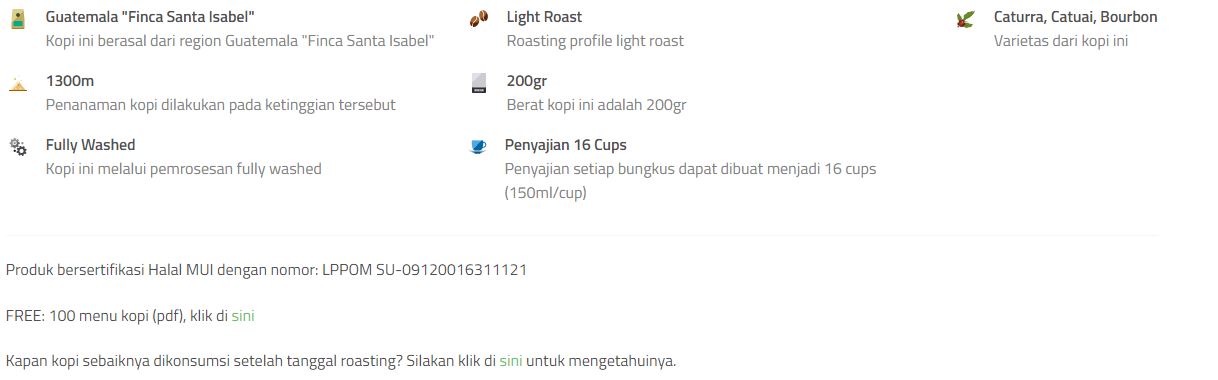 Guatemala "Finca Santa Isabel"
Kopi ini berasal dari region Guatemala "Finca Santa Isabel"
Light Roast
Roasting profile light roast
Caturra, Catuai, Bourbon
Varietas dari kopi ini
1300m
Penanaman kopi dilakukan pada ketinggian tersebut
200gr
Berat kopi ini adalah 200gr
Fully Washed
Kopi ini melalui pemrosesan fully washed
Penyajian 16 Cups
Penyajian setiap bungkus dapat dibuat menjadi 16 cups
(150ml/cup)
Produk bersertifikasi Halal MUI dengan nomor: LPPOM SU-09120016311121
FREE: 100 menu kopi (pdf), klik di sini
Kapan kopi sebaiknya dikonsumsi setelah tanggal roasting? Silakan klik di sini untuk mengetahuinya.